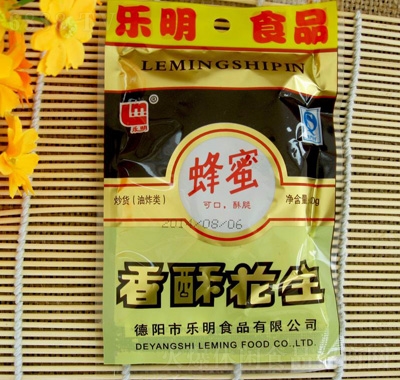 乐明 食品
LEMINGSHIPIN
乐明
蜂蜜
可口、酥脆
炒货（油炸类）
净含量:
2014/08/06
香酥花生
德阳市乐明食品有限公司
DEYANGSHI LEMING FOOD CO.,LTD.